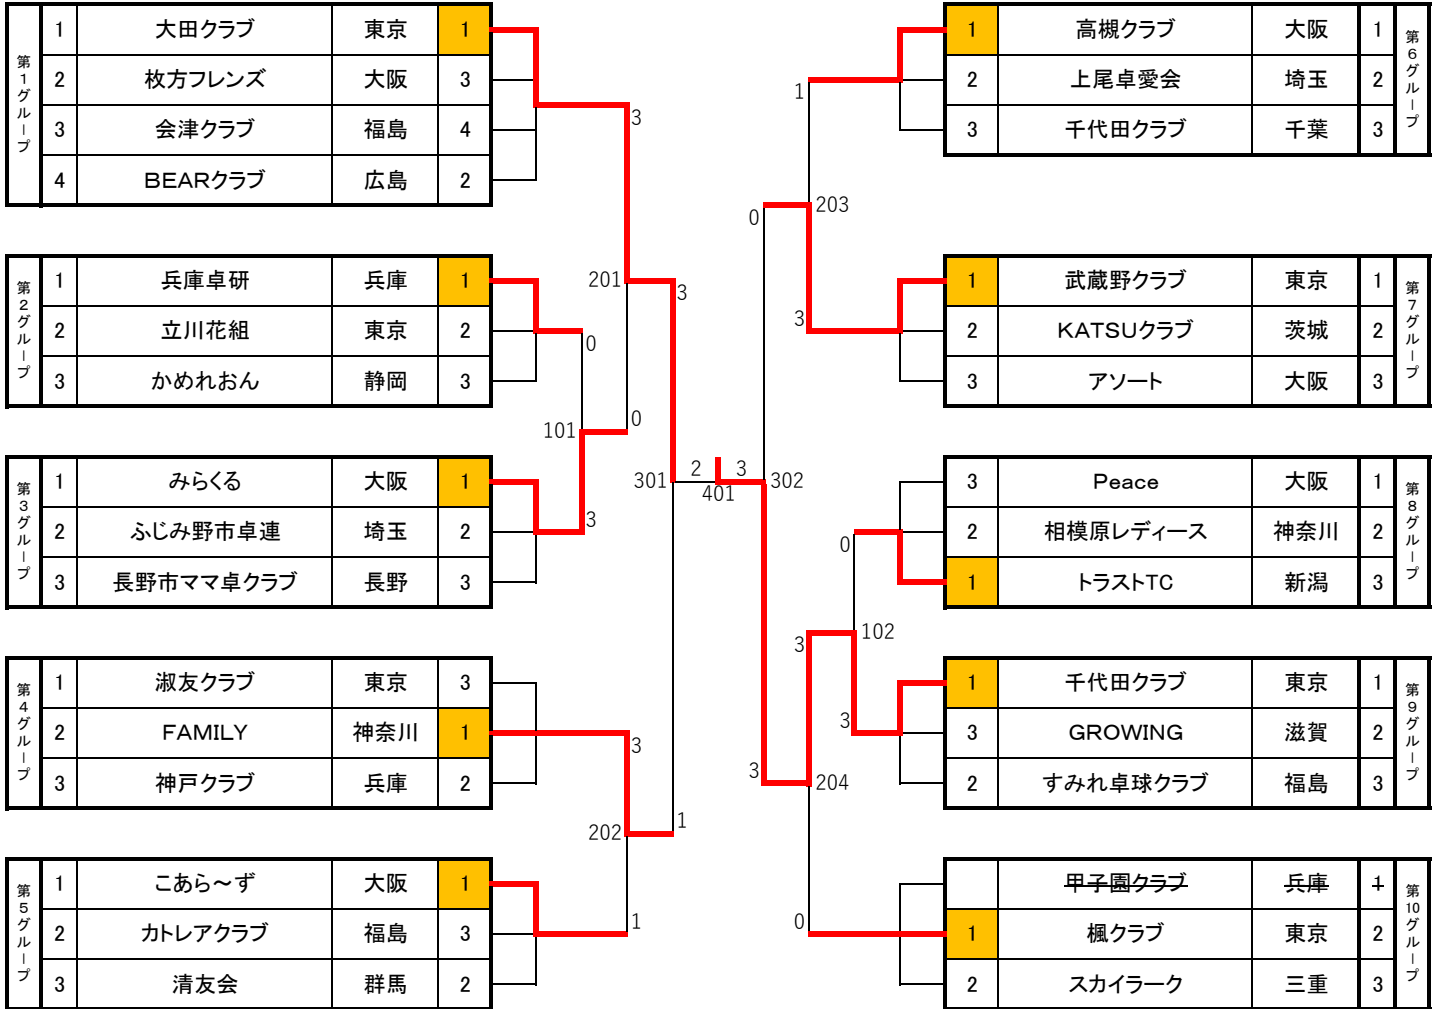 第1グループ
1 大田クラブ 東京 1
2 枚方フレンズ 大阪 3
3 会津クラブ 福島 4
4 BEARクラブ 広島 2
第2グループ
1 兵庫卓研 兵庫 1
2 立川花組 東京 2
3 かめれおん 静岡 3
第3グループ
1 みらくる 大阪 1
2 ふじみ野市卓連 埼玉 2
3 長野市ママ卓クラブ 長野 3
第4グループ
1 淑友クラブ 東京 3
2 FAMILY 神奈川 1
3 神戸クラブ 兵庫 2
第5グループ
1 こあら～ず 大阪 1
2 カトレアクラブ 福島 3
3 清友会 群馬 2
3
201
3
0
0
101
3
301
2
401
3
302
3
202
1
1
1
203
0
3
0
102
3
3
3
204
0
第6グループ
1 高槻クラブ 大阪 1
2 上尾卓愛会 埼玉 2
3 千代田クラブ 千葉 3
第7グループ
1 武蔵野クラブ 東京 1
2 KATSUクラブ 茨城 2
3 アソート 大阪 3
第8グループ
3 Peace 大阪 1
2 相模原レディース 神奈川 2
1 トラストTC 新潟 3
第9グループ
1 千代田クラブ 東京 1
3 GROWING 滋賀 2
2 すみれ卓球クラブ 福島 3
第10グループ
甲子園クラブ 兵庫 1
1 楓クラブ 東京 2
2 スカイラーク 三重 3